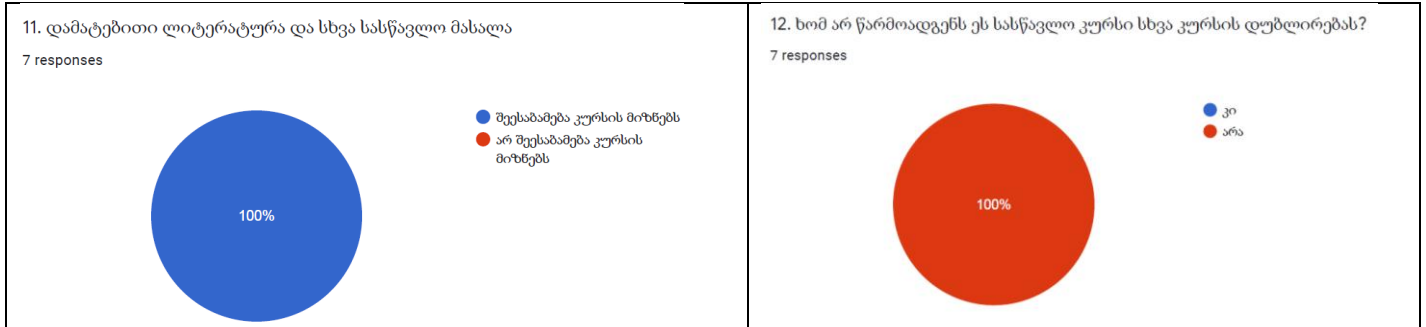 11. დამატებითი ლიტერატურა და სხვა სასწავლო მასალა
7 responses
100%
შეესაბამება კურსის მიზნებს
არ შეესაბამება კურსის
მიზნებს
12. ხომ არ წარმოადგენს ეს სასწავლო კურსი სხვა კურსის დუბლირებას?
7 responses
100%
კი
არა